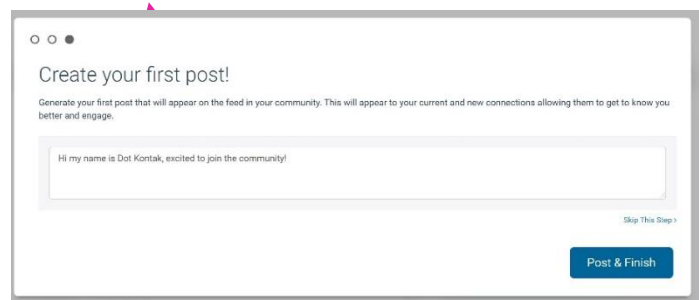 Create your first post!
Generate your first post that will appear on the feed in your community. This will appear to your current and new connections allowing them to get to know you
better and engage.
Hi my name is Dot Kontak, excited to join the community!
Skip This Step >
Post & Finish